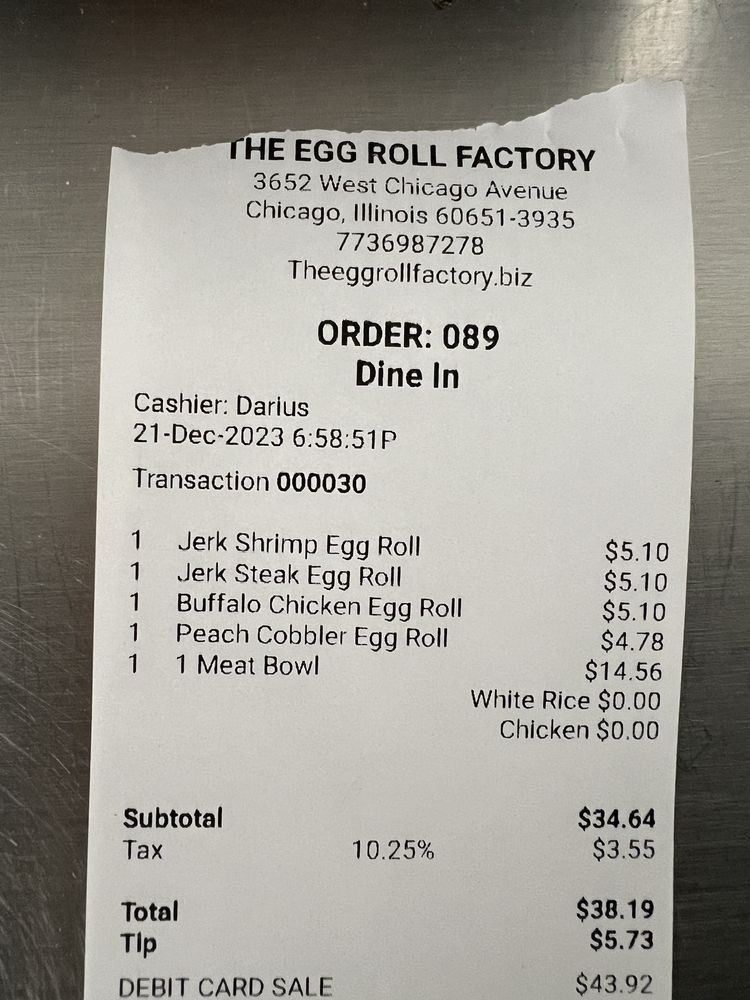 THE EGG ROLL FACTORY
3652 West Chicago Avenue
Chicago, Illinois 60651-3935
7736987278
Theeggrollfactory.biz
ORDER: 089
Dine In
Cashier: Darius
21-Dec-2023 6:58:51P
Transaction 000030
1 Jerk Shrimp Egg Roll $5.10
1 Jerk Steak Egg Roll $5.10
1 Buffalo Chicken Egg Roll $5.10
1 Peach Cobbler Egg Roll $4.78
1 1 Meat Bowl $14.56
White Rice $0.00
Chicken $0.00
Subtotal $34.64
Tax 10.25% $3.55
Total $38.19
Tip $5.73
DEBIT CARD SALE $43.92